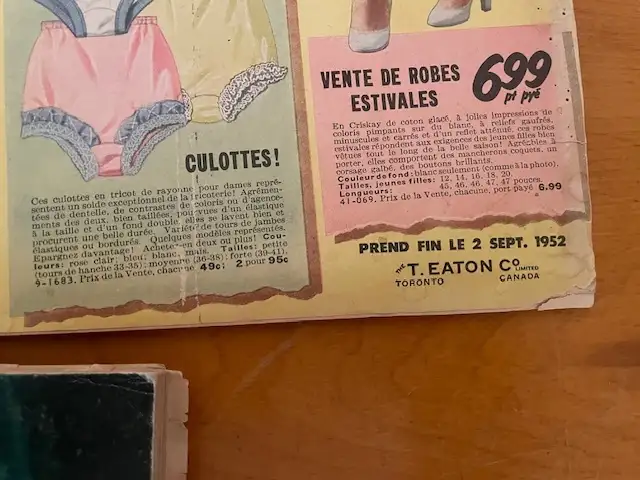 CULOTTES!
Ces culottes en tricot de rayonne pour dames repré-
sentent un solde exceptionnel de la tricoterie! Agrémen-
tées de dentelle, de contrastes de coloris ou d'agence-
ments des deux, bien taillées, pourvues d'un élastique
à la taille et d'un fond double, elles se lavent bien et
procurent une belle durée. Variété de tours de jambes
élastiques ou bordurés. Quelques modèles représentés.
Epargnez davantage! Achetez-en deux ou plus! Cou-
leurs: rose clair, bleu, blanc, maïs. Tailles: petite
(tours de hanche 33-35); moyenne (36-38); forte (39-41).
9-1683. Prix de la Vente, chacune 49c; 2 pour 95c
VENTE DE ROBES
ESTIVALES
6.99
pt pyé
En Criskay de coton glacé, à jolies impressions de
coloris pimpants sur du blanc, à reliefs gaufrés,
minuscules et carrés et d'un reflet atténué, ces robes
estivales répondent aux exigences des jeunes filles bien
vêtues tout le long de la belle saison! Agréables à
porter, elles comportent des mancherons coquets, un
corsage galbé, des boutons brillants.
Couleur de fond: blanc seulement (comme à la photo).
Tailles, jeunes filles: 12, 14, 16, 18, 20.
Longueurs: 45, 46, 46, 47, 47 pouces.
41-069. Prix de la Vente, chacune, port payé 6.99
PREND FIN LE 2 SEPT. 1952
THE T. EATON CO LIMITED
TORONTO CANADA